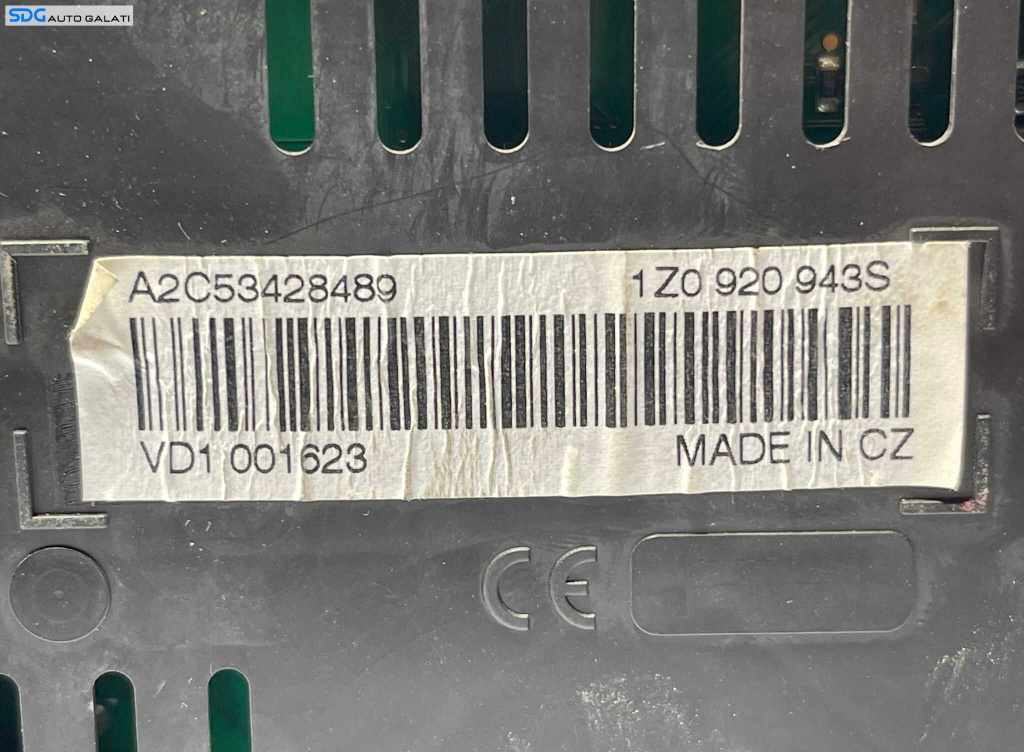 SDG AUTO GALATI
A2C53428489 1Z0 920 943S
VD1 001623 MADE IN CZ
CE